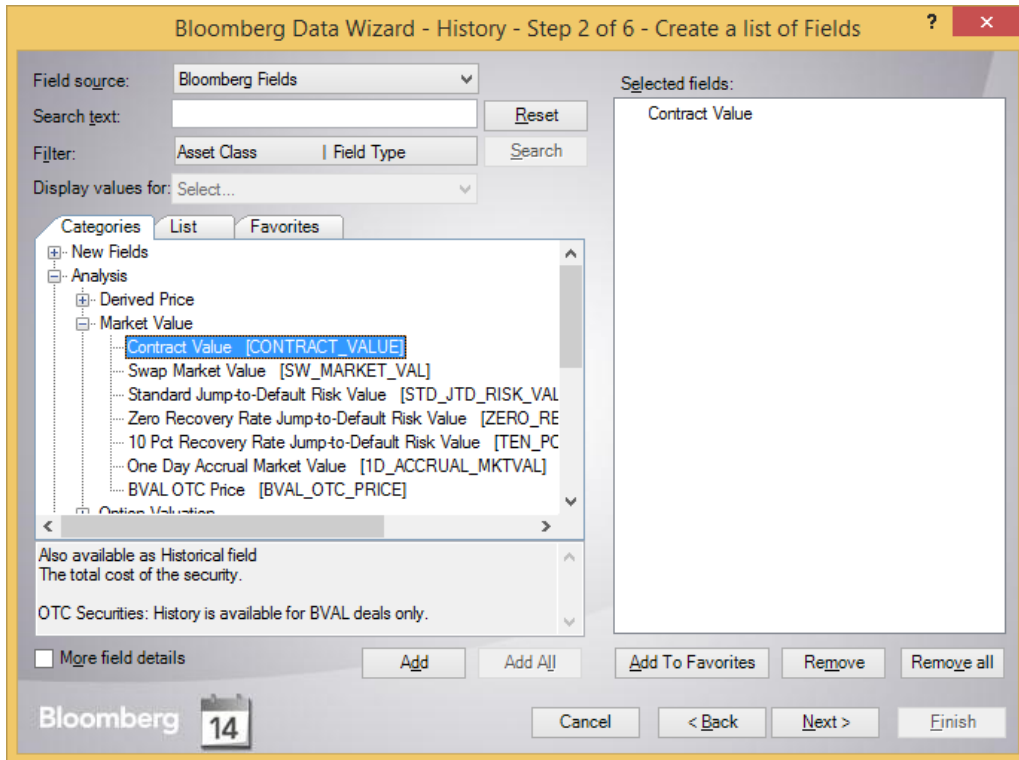 Bloomberg Data Wizard - History - Step 2 of 6 - Create a list of Fields ? ×
Field source: Bloomberg Fields
Search text: Reset
Filter: Asset Class | Field Type Search
Display values for: Select...
Categories List Favorites
New Fields
Analysis
Derived Price
Market Value
Contract Value [CONTRACT_VALUE]
Swap Market Value [SW_MARKET_VAL]
Standard Jump-to-Default Risk Value [STD_JTD_RISK_VAL
Zero Recovery Rate Jump-to-Default Risk Value [ZERO_RE
10 Pct Recovery Rate Jump-to-Default Risk Value [TEN_PC
One Day Accrual Market Value [1D_ACCRUAL_MKTVAL]
BVAL OTC Price [BVAL_OTC_PRICE]
Option Valuation
Also available as Historical field
The total cost of the security.
OTC Securities: History is available for BVAL deals only.
More field details Add Add All
Selected fields:
Contract Value
Add To Favorites Remove Remove all
Bloomberg 14
Cancel < Back Next > Finish